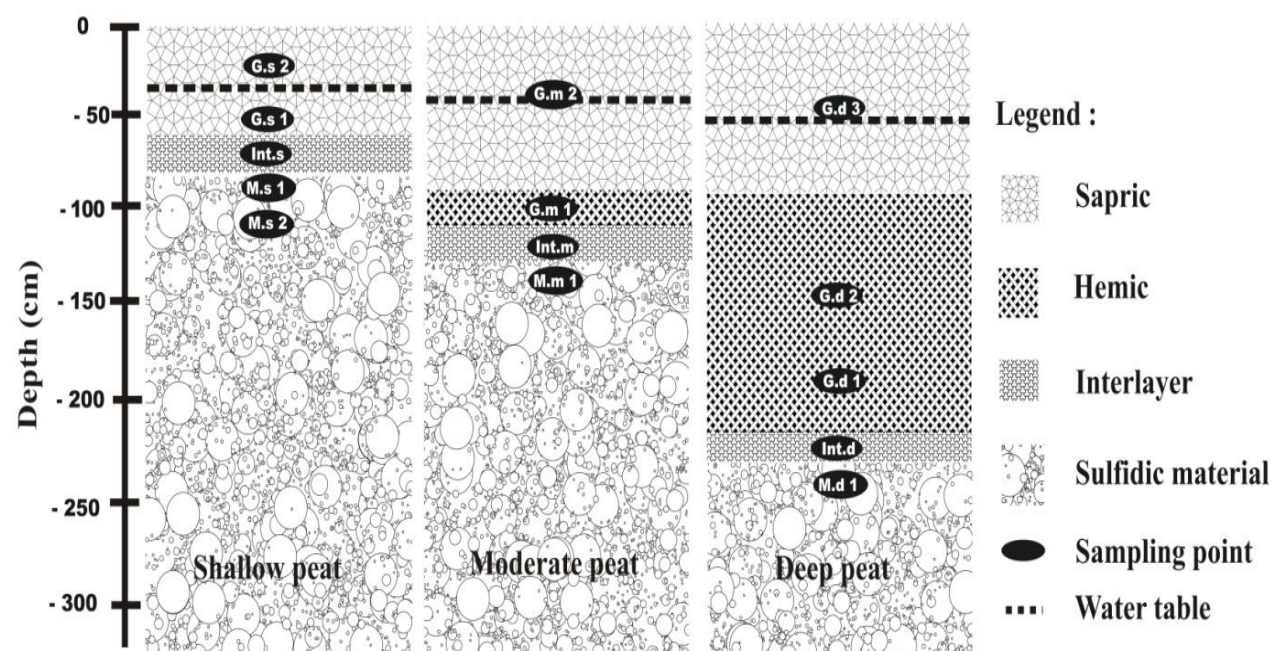 0
- 50
- 100
- 150
- 200
- 250
- 300
Depth (cm)
G.s 2
G.s 1
Int.s
M.s 1
M.s 2
Shallow peat
G.m 2
G.m 1
Int.m
M.m 1
Moderate peat
G.d 3
G.d 2
G.d 1
Int.d
M.d 1
Deep peat
Legend :
Sapric
Hemic
Interlayer
Sulfidic material
Sampling point
Water table